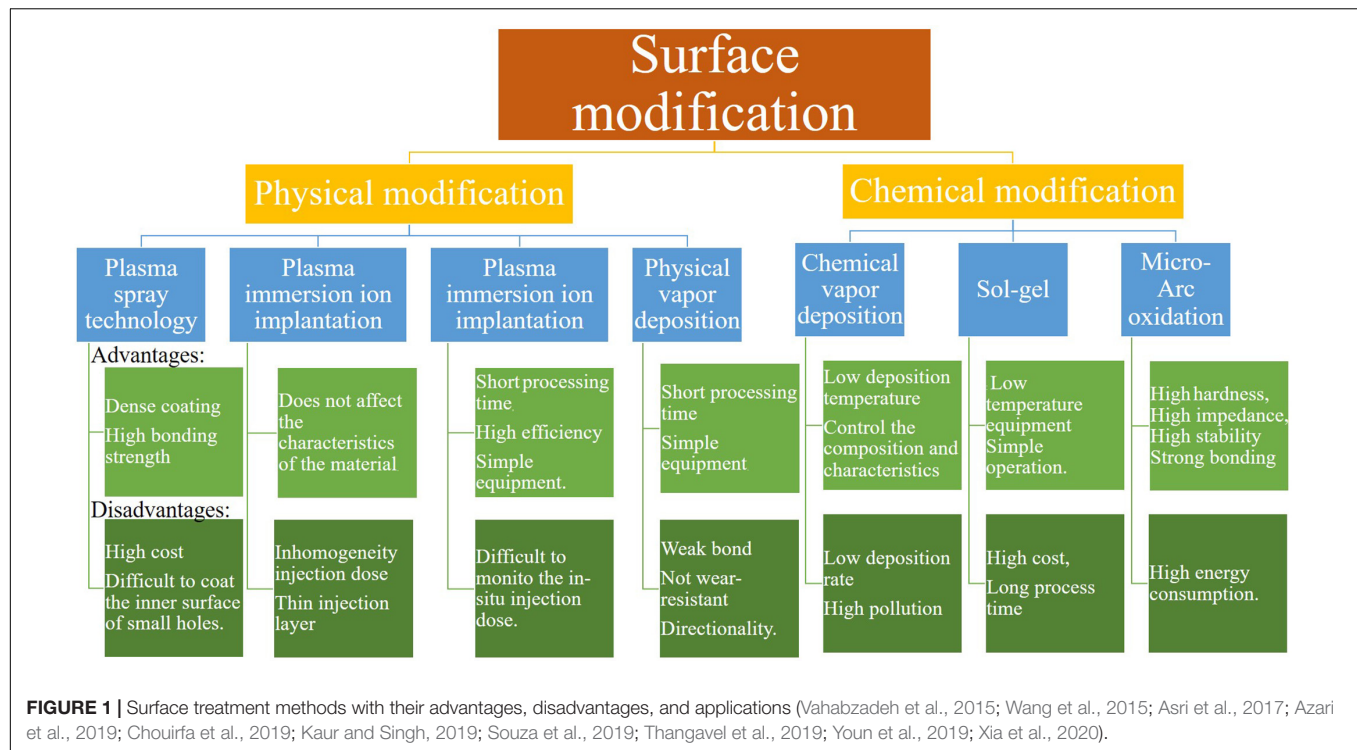 Surface
modification
Physical modification
Chemical modification
Plasma
spray
technology
Plasma
immersion ion
implantation
Plasma
immersion ion
implantation
Physical
vapor
deposition
Chemical
vapor
deposition
Sol-gel
Micro-
Arc
oxidation
Advantages:
Dense coating
High bonding
strength
Does not affect
the
characteristics
of the material
Short processing
time.
High efficiency
Simple
equipment.
Short processing
time
Simple
equipment
Low deposition
temperature
Control the
composition and
characteristics
Low
temperature
equipment
Simple
operation.
High hardness,
High impedance,
High stability
Strong bonding
Disadvantages:
High cost
Difficult to coat
the inner surface
of small holes.
Inhomogeneity
injection dose
Thin injection
layer
Difficult to
monito the in-
situ injection
dose.
Weak bond
Not wear-
resistant
Directionality.
Low deposition
rate
High pollution
High cost,
Long process
time
High energy
consumption.
FIGURE 1 | Surface treatment methods with their advantages, disadvantages, and applications (Vahabzadeh et al., 2015; Wang et al., 2015; Asri et al., 2017; Azari
et al., 2019; Chouirfa et al., 2019; Kaur and Singh, 2019; Souza et al., 2019; Thangavel et al., 2019; Youn et al., 2019; Xia et al., 2020).